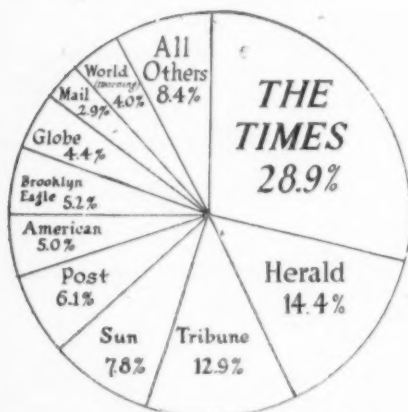 THE
TIMES
28.9%
Herald
14.4%
Tribune
12.9%
Sun
7.8%
Post
6.1%
American
5.0%
Brooklyn
Eagle 5.2%
Globe
4.4%
Mail
2.9%
World
(morning)
4.0%
All
Others
8.4%